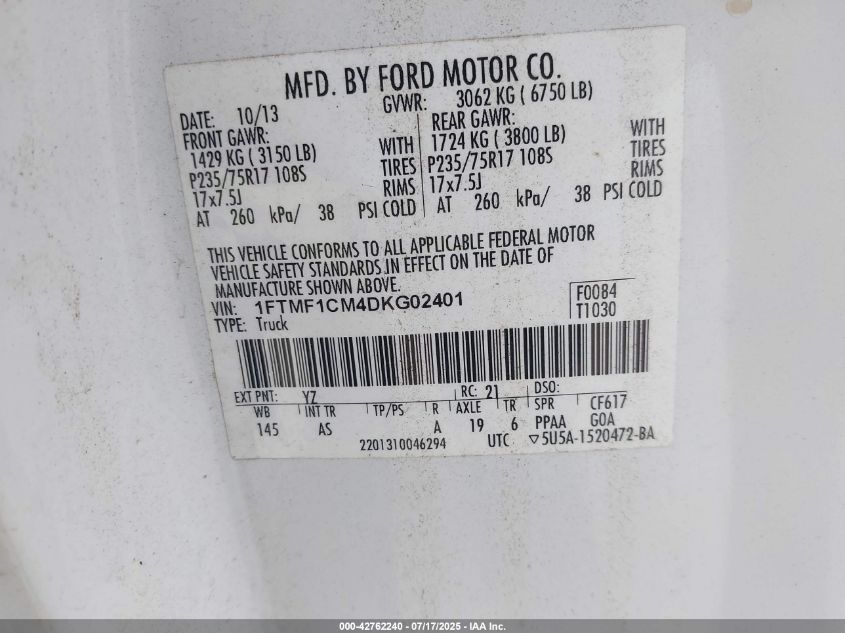 MFD. BY FORD MOTOR CO.
DATE: 10/13 GVWR: 3062 KG ( 6750 LB)
FRONT GAWR: REAR GAWR:
1429 KG ( 3150 LB) WITH 1724 KG ( 3800 LB) WITH
P235/75R17 108S TIRES P235/75R17 108S TIRES
17x7.5J RIMS 17x7.5J RIMS
AT 260 kPa/ 38 PSI COLD AT 260 kPa/ 38 PSI COLD
THIS VEHICLE CONFORMS TO ALL APPLICABLE FEDERAL MOTOR
VEHICLE SAFETY STANDARDS IN EFFECT ON THE DATE OF
MANUFACTURE SHOWN ABOVE.
VIN: 1FTMF1CM4DKG02401 F0084
TYPE: Truck T1030
EXT PNT: YZ RC: 21 DSO:
WB INT TR TP/PS R AXLE TR SPR CF617
145 AS A 19 6 PPAA GOA
2201310046294 UTC ▽5U5A-1520472-BA
000-42762240 - 07/17/2025 - IAA Inc.